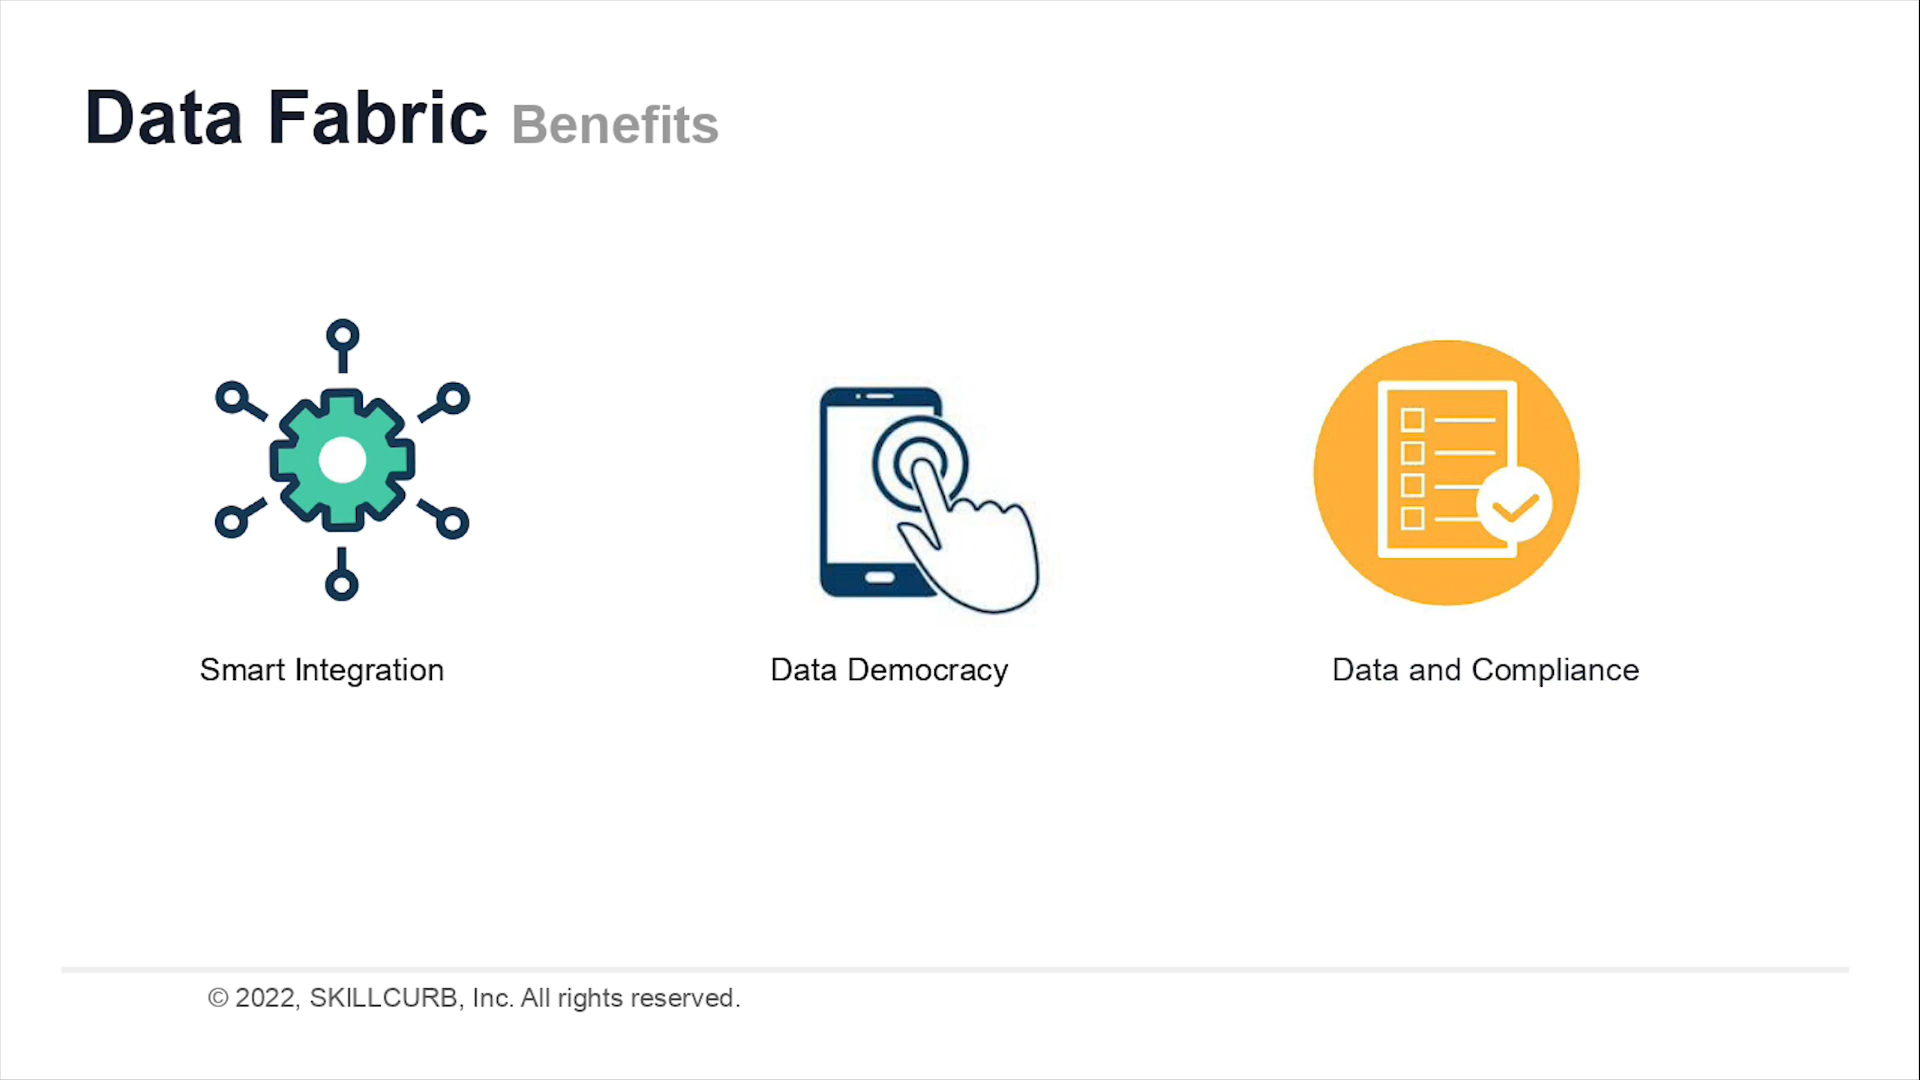 Data Fabric Benefits
Smart Integration
Data Democracy
Data and Compliance
© 2022, SKILLCURB, Inc. All rights reserved.